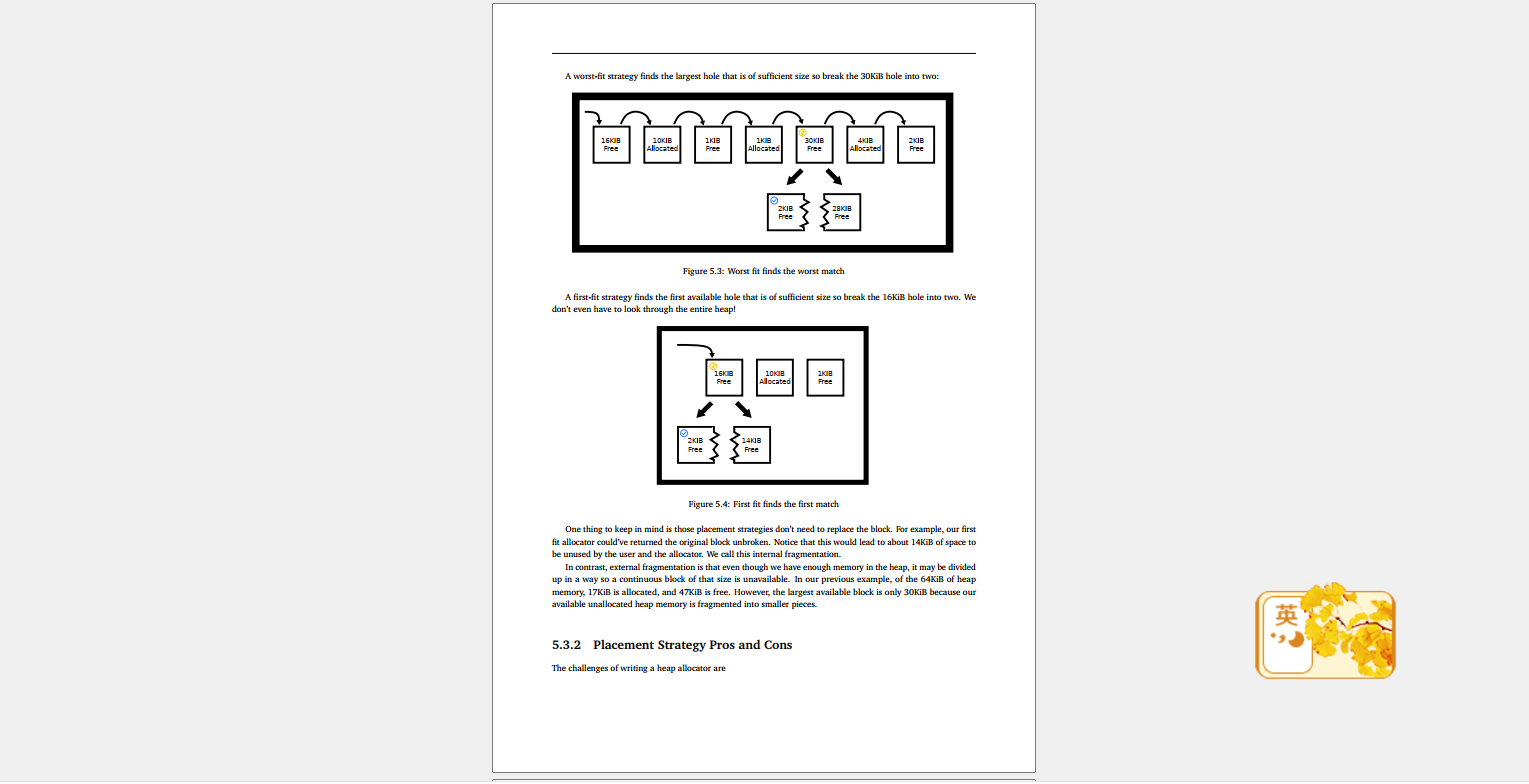 A worst-fit strategy finds the largest hole that is of sufficient size so break the 30KiB hole into two:
16KIB 10KIB 1KIB 1KIB 30KIB 4KIB 2KIB
Free Allocated Free Allocated Free Allocated Free
2KIB 28KIB
Free Free
Figure 5.3: Worst fit finds the worst match
A first-fit strategy finds the first available hole that is of sufficient size so break the 16KiB hole into two. We
don't even have to look through the entire heap!
16KIB 10KIB 1KIB
Free Allocated Free
2KIB 14KIB
Free Free
Figure 5.4: First fit finds the first match
One thing to keep in mind is those placement strategies don't need to replace the block. For example, our first
fit allocator could've returned the original block unbroken. Notice that this would lead to about 14KiB of space to
be unused by the user and the allocator. We call this internal fragmentation.
In contrast, external fragmentation is that even though we have enough memory in the heap, it may be divided
up in a way so a continuous block of that size is unavailable. In our previous example, of the 64KiB of heap
memory, 17KiB is allocated, and 47KiB is free. However, the largest available block is only 30KiB because our
available unallocated heap memory is fragmented into smaller pieces.
英
5.3.2 Placement Strategy Pros and Cons
The challenges of writing a heap allocator are